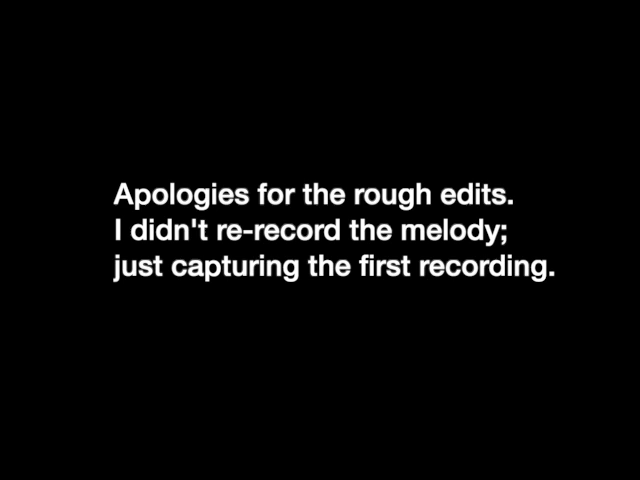 Apologies for the rough edits.
I didn't re-record the melody;
just capturing the first recording.